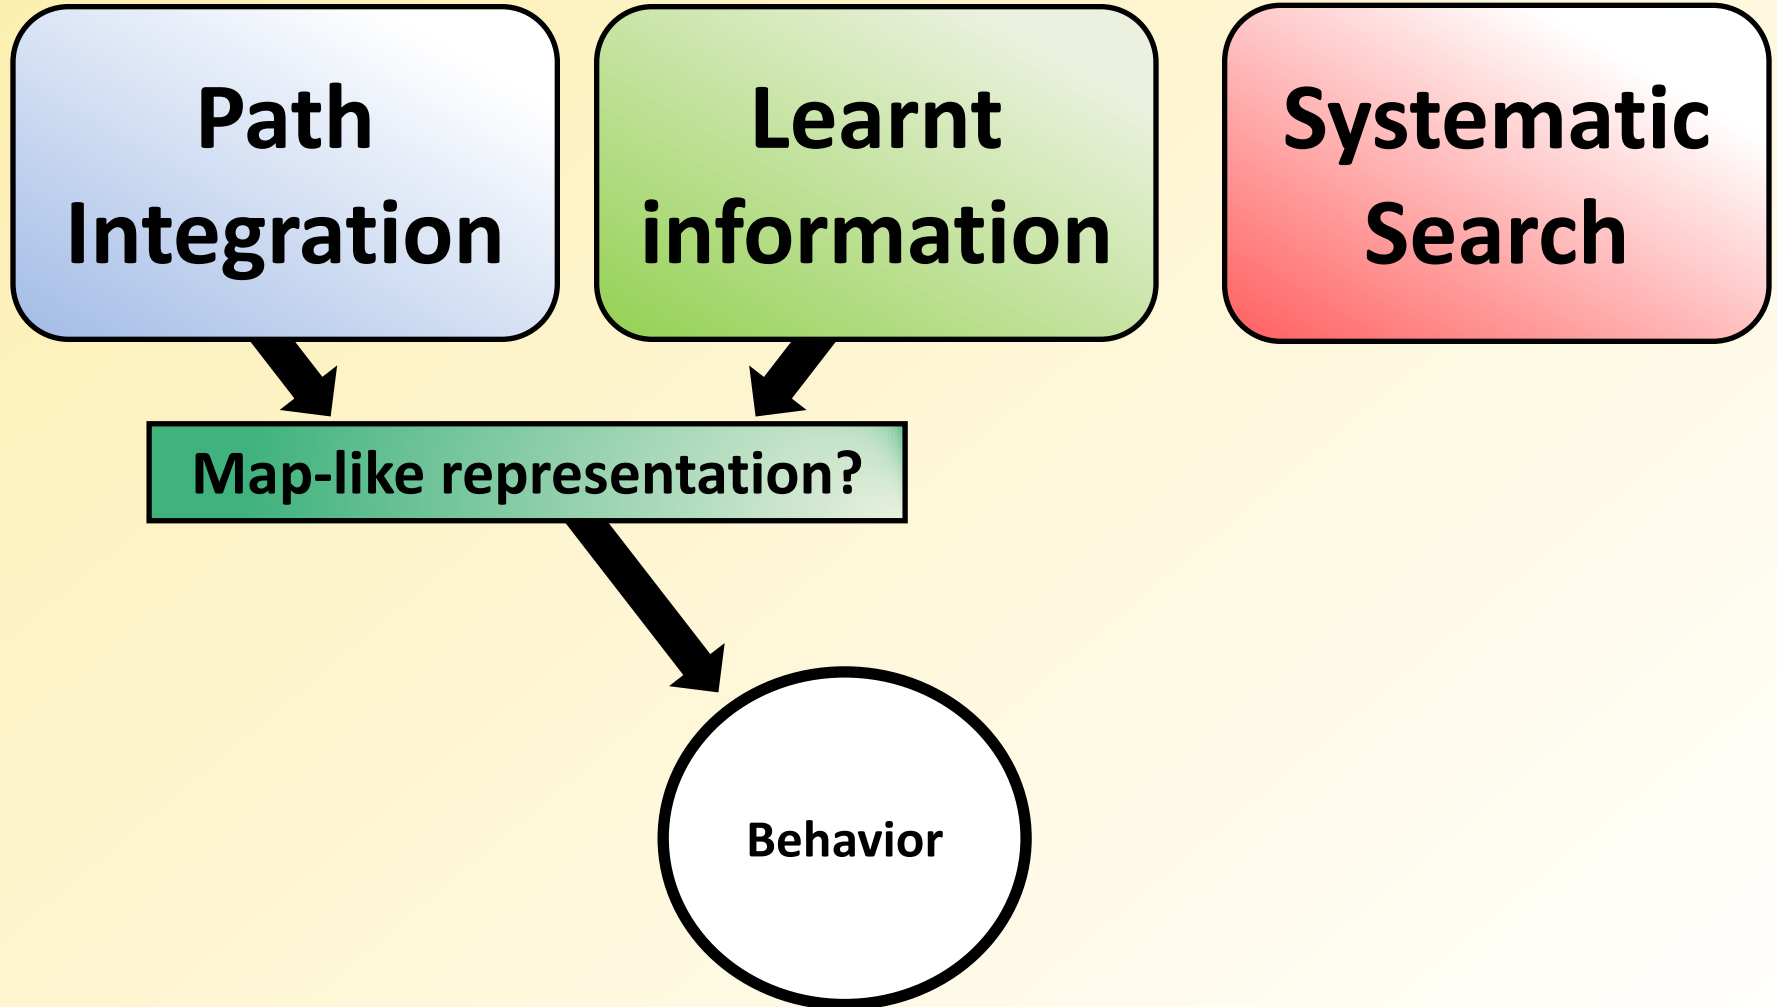 Path
Integration
Learnt
information
Systematic
Search
Map-like representation?
Behavior